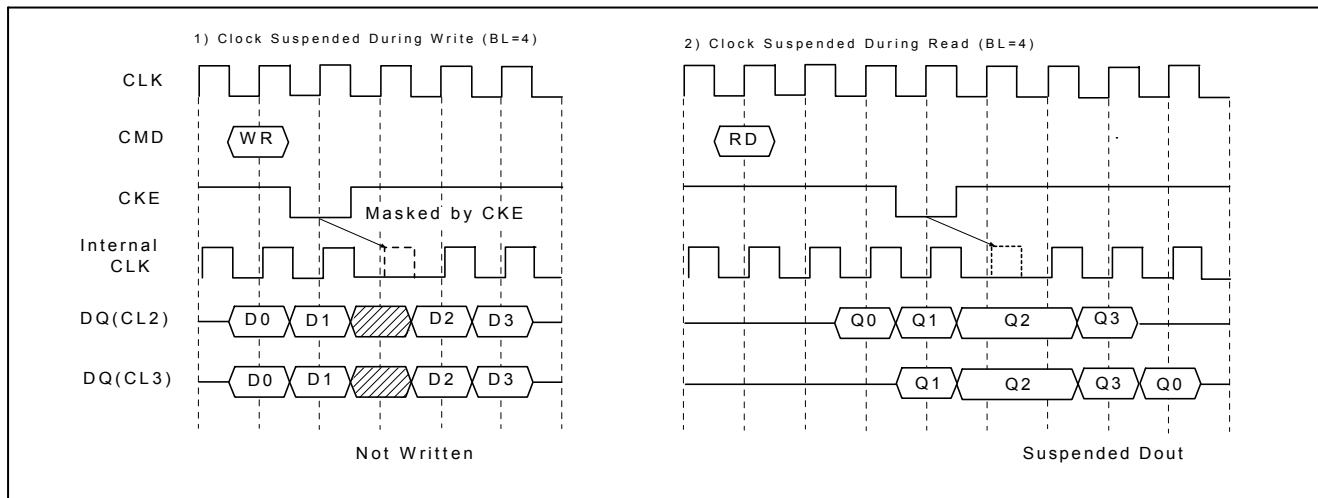 1) Clock Suspended During Write (BL=4)
2) Clock Suspended During Read (BL=4)
CLK
CMD
WR
RD
CKE
Masked by CKE
Internal
CLK
DQ(CL2)
D0 D1 D2 D3
Q0 Q1 Q2 Q3
DQ(CL3)
D0 D1 D2 D3
Q1 Q2 Q3 Q0
Not Written
Suspended Dout